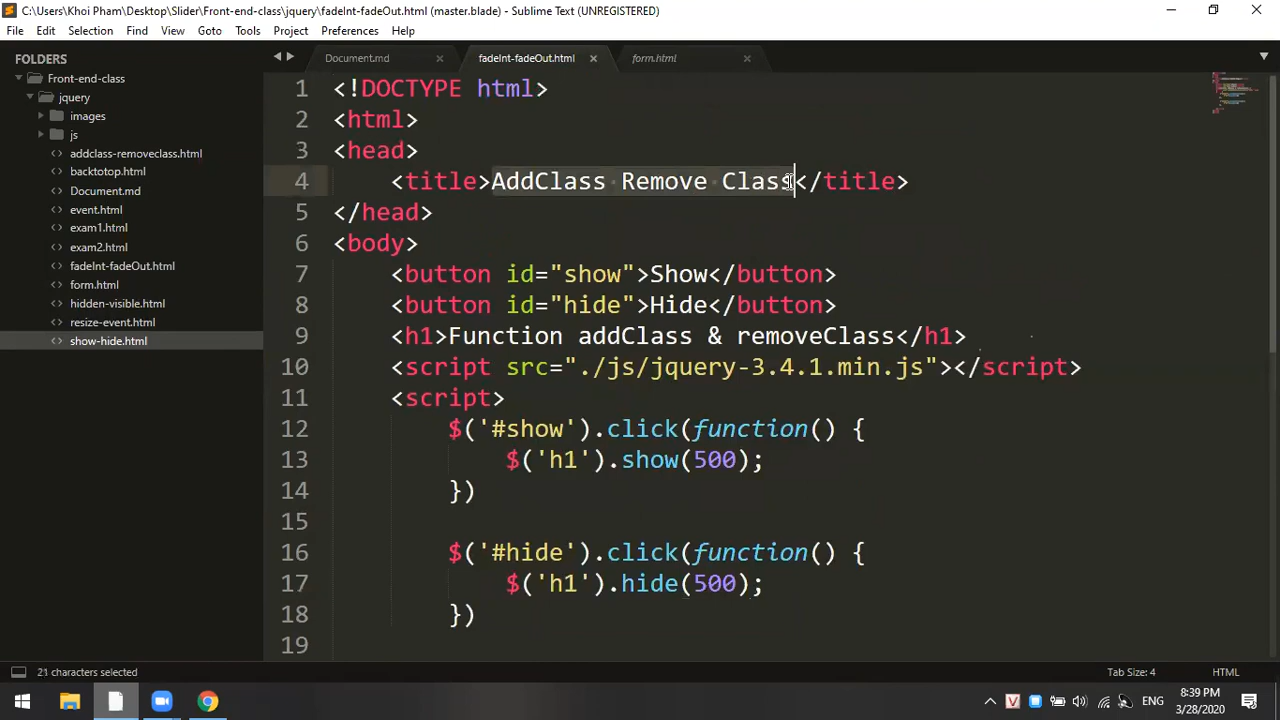 C:\Users\Khoi Pham\Desktop\Slider\Front-end-class\jquery\fadeInt-fadeOut.html (master.blade) - Sublime Text (UNREGISTERED)
File Edit Selection Find View Goto Tools Project Preferences Help
FOLDERS
Front-end-class
jquery
images
js
addclass-removeclass.html
backtotop.html
Document.md
event.html
exam1.html
exam2.html
fadeInt-fadeOut.html
form.html
hidden-visible.html
resize-event.html
show-hide.html
Document.md fadeInt-fadeOut.html form.html
1 <!DOCTYPE html>
2 <html>
3 <head>
4 <title>AddClass Remove Class</title>
5 </head>
6 <body>
7 <button id="show">Show</button>
8 <button id="hide">Hide</button>
9 <h1>Function addClass & removeClass</h1>
10 <script src="./js/jquery-3.4.1.min.js"></script>
11 <script>
12 $('#show').click(function() {
13 $('h1').show(500);
14 })
15
16 $('#hide').click(function() {
17 $('h1').hide(500);
18 })
19
21 characters selected Tab Size: 4 HTML
ENG 8:39 PM
3/28/2020